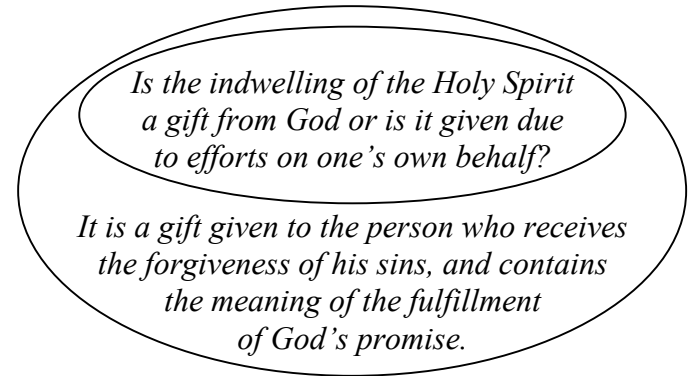 Is the indwelling of the Holy Spirit
a gift from God or is it given due
to efforts on one's own behalf?
It is a gift given to the person who receives
the forgiveness of his sins, and contains
the meaning of the fulfillment
of God's promise.